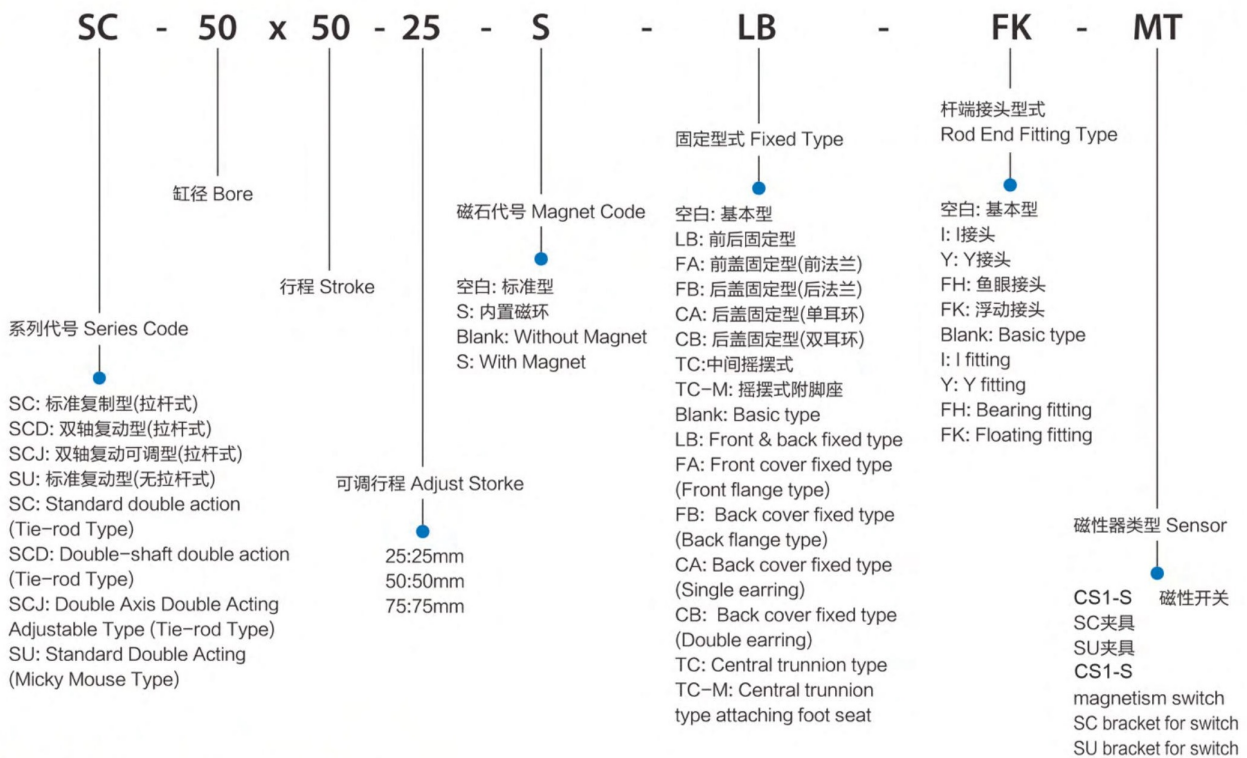 SC - 50 x 50 - 25 - S - LB - FK - MT
缸径 Bore
行程 Stroke
系列代号 Series Code
SC: 标准复制型(拉杆式)
SCD: 双轴复动型(拉杆式)
SCJ: 双轴复动可调型(拉杆式)
SU: 标准复动型(无拉杆式)
SC: Standard double action
(Tie-rod Type)
SCD: Double-shaft double action
(Tie-rod Type)
SCJ: Double Axis Double Acting
Adjustable Type (Tie-rod Type)
SU: Standard Double Acting
(Micky Mouse Type)
可调行程 Adjust Storke
25:25mm
50:50mm
75:75mm
磁石代号 Magnet Code
空白: 标准型
S: 内置磁环
Blank: Without Magnet
S: With Magnet
固定型式 Fixed Type
空白: 基本型
LB: 前后固定型
FA: 前盖固定型(前法兰)
FB: 后盖固定型(后法兰)
CA: 后盖固定型(单耳环)
CB: 后盖固定型(双耳环)
TC:中间摇摆式
TC-M: 摇摆式附脚座
Blank: Basic type
LB: Front & back fixed type
FA: Front cover fixed type
(Front flange type)
FB: Back cover fixed type
(Back flange type)
CA: Back cover fixed type
(Single earring)
CB: Back cover fixed type
(Double earring)
TC: Central trunnion type
TC-M: Central trunnion
type attaching foot seat
杆端接头型式
Rod End Fitting Type
空白: 基本型
I: I接头
Y: Y接头
FH: 鱼眼接头
FK: 浮动接头
Blank: Basic type
I: I fitting
Y: Y fitting
FH: Bearing fitting
FK: Floating fitting
磁性器类型 Sensor
CS1-S 磁性开关
SC夹具
SU夹具
CS1-S
magnetism switch
SC bracket for switch
SU bracket for switch